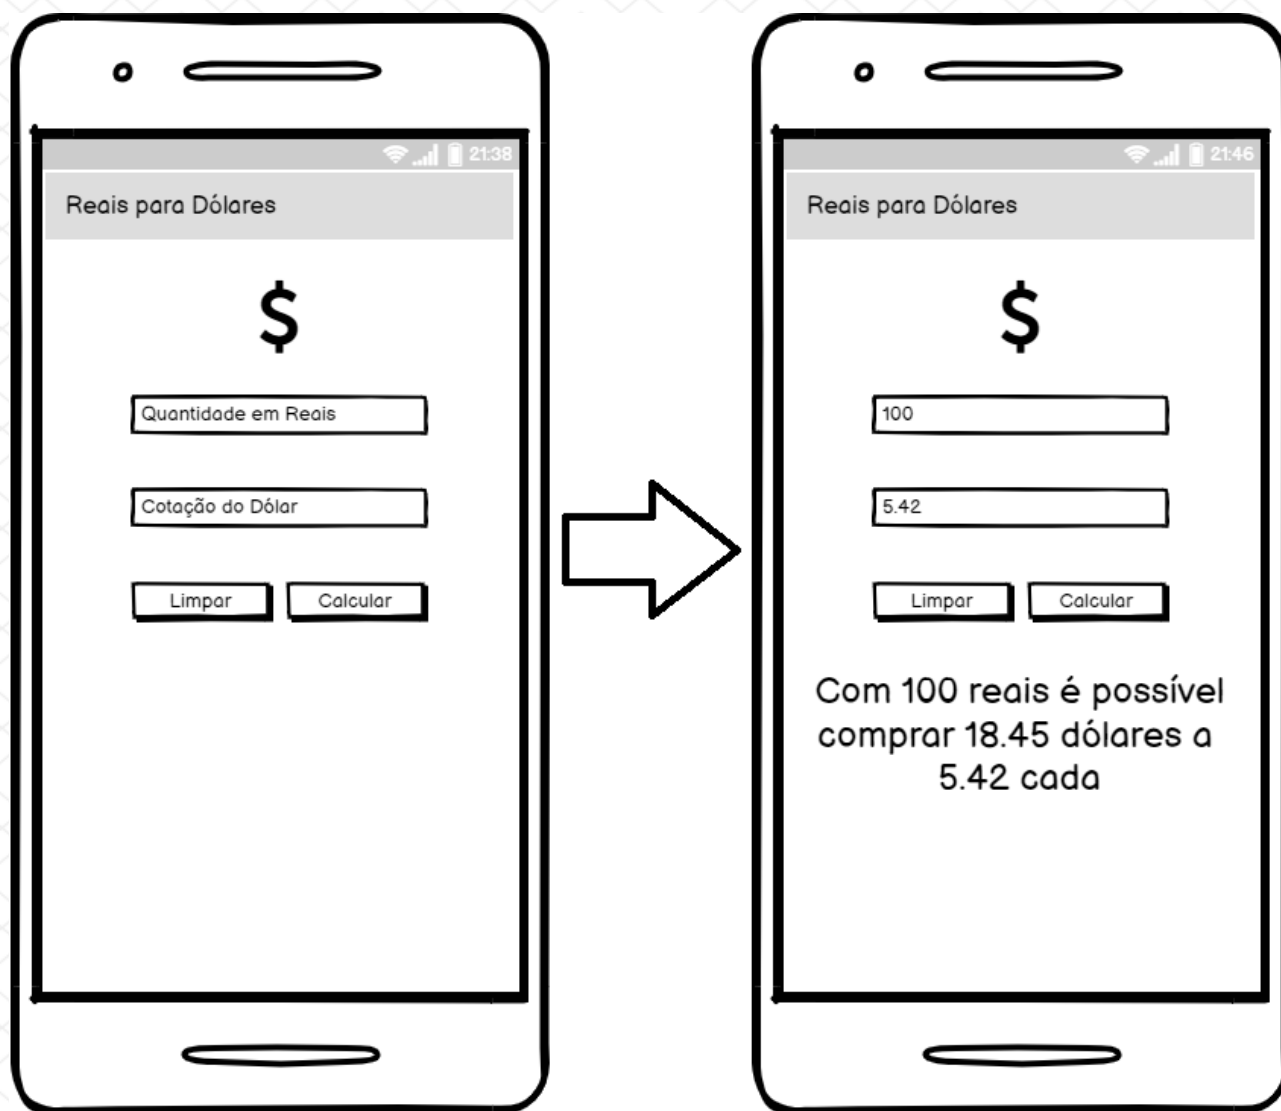 21:38
Reais para Dólares
$
Quantidade em Reais
Cotação do Dólar
Limpar Calcular
21:46
Reais para Dólares
$
100
5.42
Limpar Calcular
Com 100 reais é possível
comprar 18.45 dólares a
5.42 cada